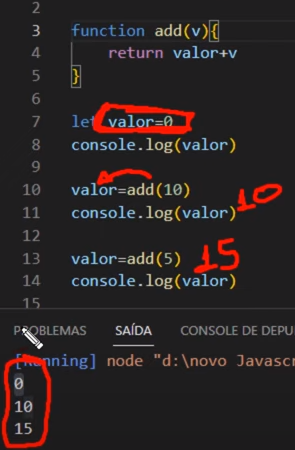 2
3 function add(v){
4     return valor+v
5 }
6
7 let valor=0
8 console.log(valor)
9
10 valor=add(10)
11 console.log(valor) 10
12
13 valor=add(5) 15
14 console.log(valor)
15
PROBLEMAS SAÍDA CONSOLE DE DEPU
[Running] node "d:\novo Javasc
0
10
15